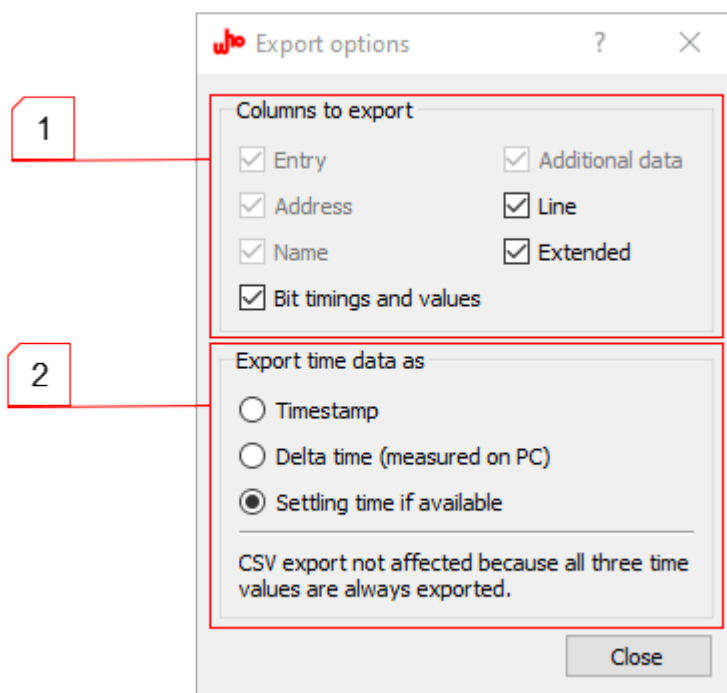 who Export options ? ×
1
Columns to export
Entry Additional data
Address Line
Name Extended
Bit timings and values
2
Export time data as
Timestamp
Delta time (measured on PC)
Settling time if available
CSV export not affected because all three time
values are always exported.
Close